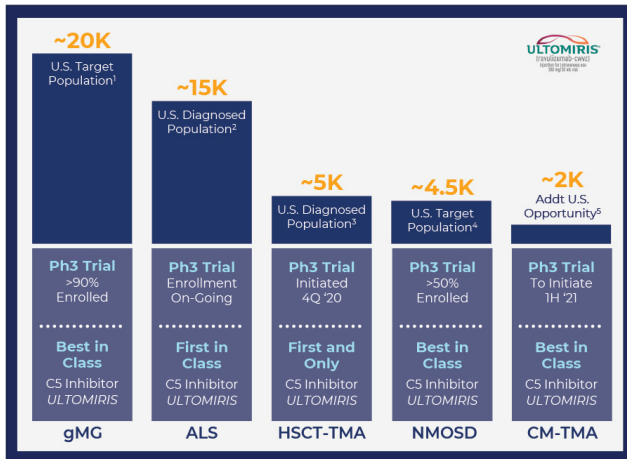 ~20K
U.S. Target
Population¹
~15K
U.S. Diagnosed
Population²
~5K
U.S. Diagnosed
Population³
~4.5K
U.S. Target
Population⁴
~2K
Addt U.S.
Opportunity⁵
ULTOMIRIS®
(ravulizumab-cwvz)
Ph3 Trial
>90%
Enrolled
Best in
Class
C5 Inhibitor
ULTOMIRIS
gMG
Ph3 Trial
Enrollment
On-Going
First in
Class
C5 Inhibitor
ULTOMIRIS
ALS
Ph3 Trial
Initiated
4Q ‘20
First and
Only
C5 Inhibitor
ULTOMIRIS
HSCT-TMA
Ph3 Trial
>50%
Enrolled
Best in
Class
C5 Inhibitor
ULTOMIRIS
NMOSD
Ph3 Trial
To Initiate
1H ‘21
Best in
Class
C5 Inhibitor
ULTOMIRIS
CM-TMA